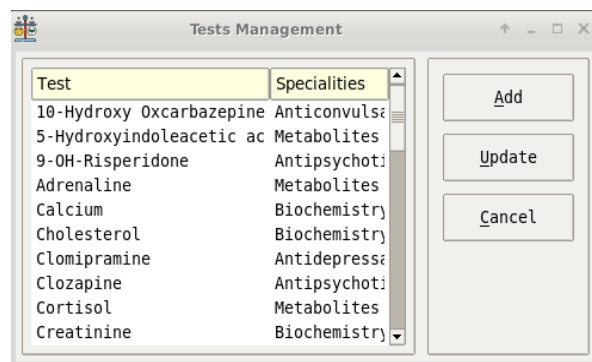 Tests Management
Test Specialities
10-Hydroxy Oxcarbazepine Anticonvulsa
5-Hydroxyindoleacetic ac Metabolites
9-OH-Risperidone Antipsychoti
Adrenaline Metabolites
Calcium Biochemistry
Cholesterol Biochemistry
Clomipramine Antidepressa
Clozapine Antipsychoti
Cortisol Metabolites
Creatinine Biochemistry
Add
Update
Cancel